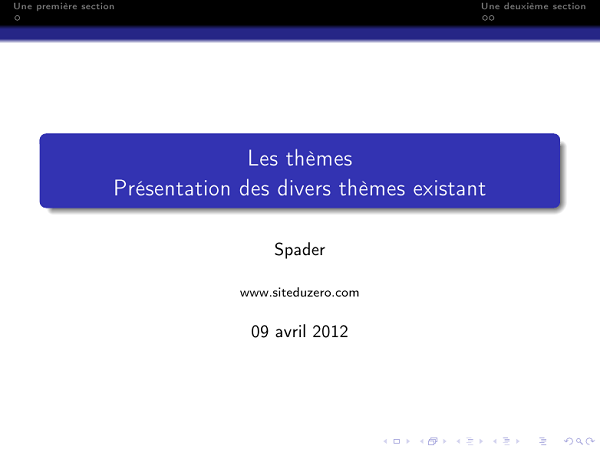 Une première section
Une deuxième section
Les thèmes
Présentation des divers thèmes existant
Spader
www.siteduzero.com
09 avril 2012